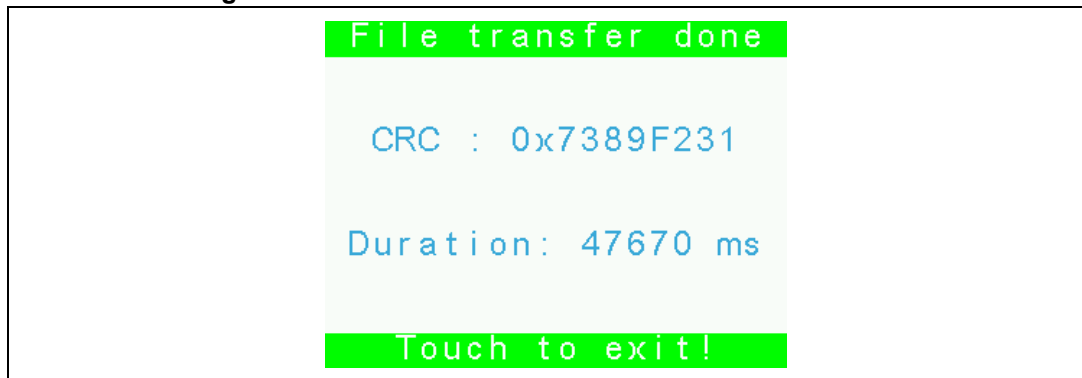 File transfer done
CRC : 0x7389F231
Duration: 47670 ms
Touch to exit!